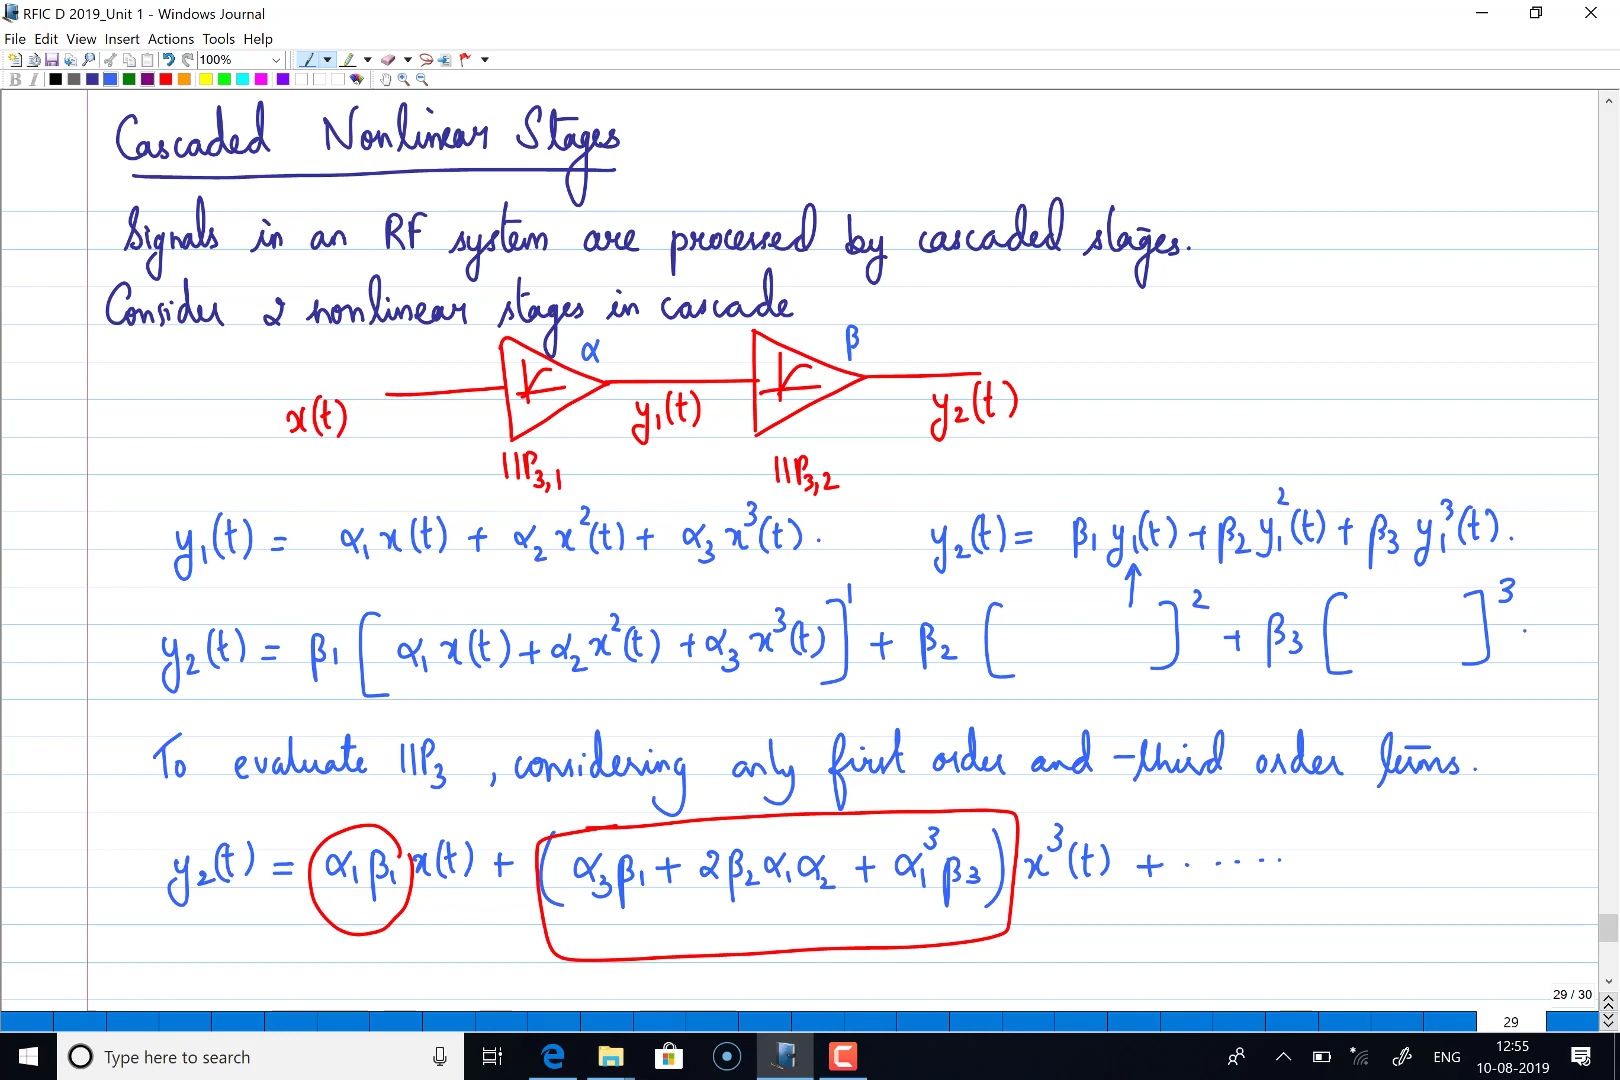 RFIC D 2019_Unit 1 - Windows Journal
File Edit View Insert Actions Tools Help
100%
B I
Cascaded Nonlinear Stages
Signals in an RF system are processed by cascaded stages.
Consider 2 nonlinear stages in cascade
α β
x(t) y₁(t) y₂(t)
IIP₃,₁ IIP₃,₂
y₁(t) = α₁ x(t) + α₂ x²(t) + α₃ x³(t). y₂(t) = β₁ y₁(t) + β₂ y₁²(t) + β₃ y₁³(t).
y₂(t) = β₁ [ α₁ x(t) + α₂ x²(t) + α₃ x³(t) ]¹ + β₂ [ ]² + β₃ [ ]³.
To evaluate IIP₃, considering only first order and third order terms.
y₂(t) = α₁ β₁ x(t) + ( α₃ β₁ + 2 β₂ α₁ α₂ + α₁³ β₃ ) x³(t) + ......
29 / 30
29
Type here to search
ENG
12:55
10-08-2019